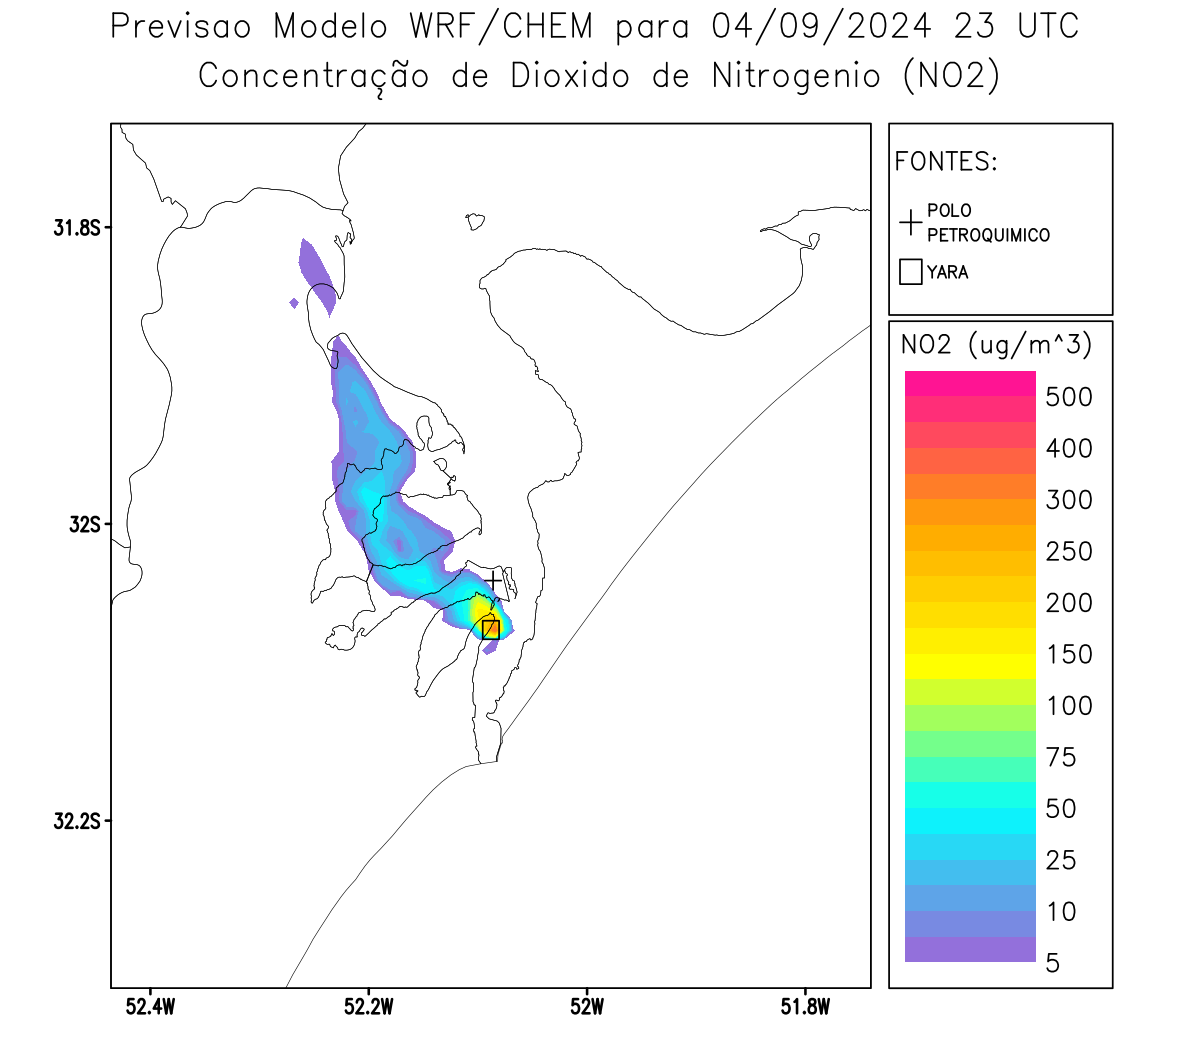 Previsao Modelo WRF/CHEM para 04/09/2024 23 UTC
Concentração de Dioxido de Nitrogenio (NO2)
FONTES:
POLO
PETROQUIMICO
YARA
31.8S
32S
32.2S
52.4W
52.2W
52W
51.8W
NO2 (ug/m^3)
500
400
300
250
200
150
100
75
50
25
10
5